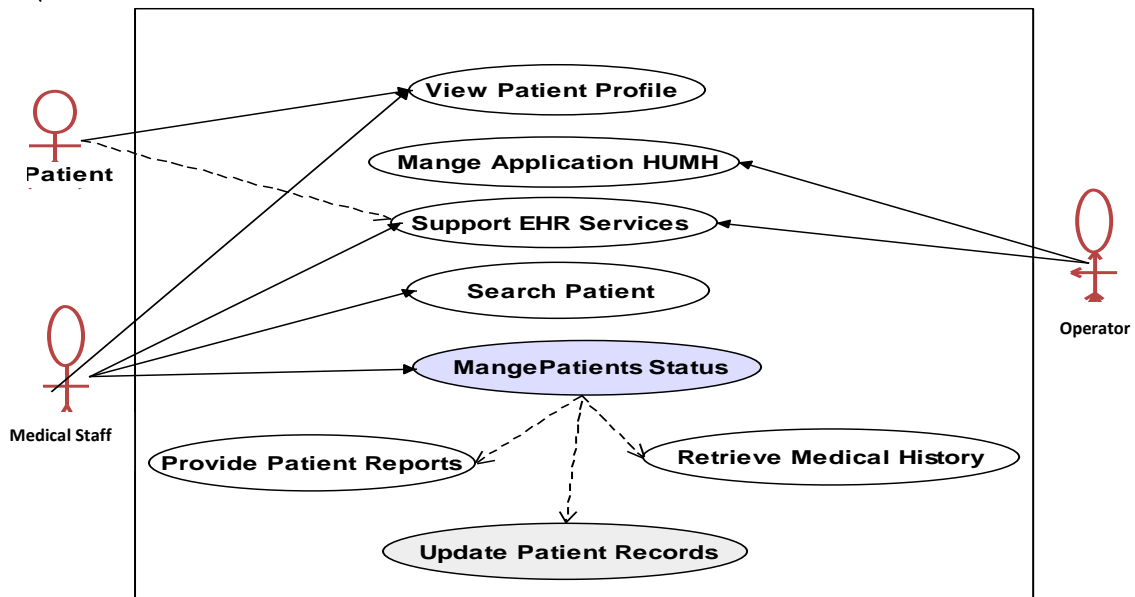 View Patient Profile
Patient
Mange Application HUMH
Support EHR Services
Search Patient
Operator
MangePatients Status
Medical Staff
Provide Patient Reports
Retrieve Medical History
Update Patient Records